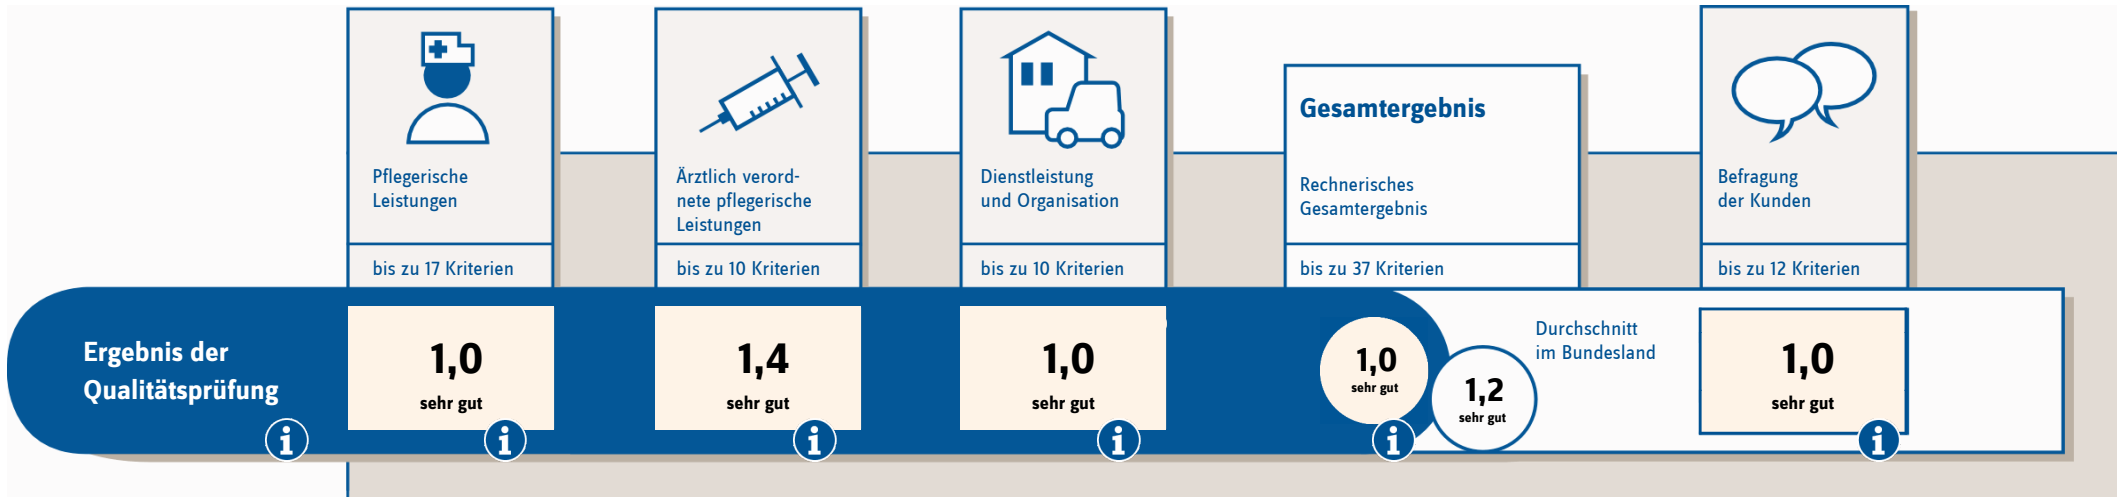 Pflegerische
Leistungen
bis zu 17 Kriterien
Ärztlich verord-
nete pflegerische
Leistungen
bis zu 10 Kriterien
Dienstleistung
und Organisation
bis zu 10 Kriterien
Gesamtergebnis
Rechnerisches
Gesamtergebnis
bis zu 37 Kriterien
Befragung
der Kunden
bis zu 12 Kriterien
Ergebnis der
Qualitätsprüfung
i
1,0
sehr gut
i
1,4
sehr gut
i
1,0
sehr gut
i
1,0
sehr gut
i
1,2
sehr gut
Durchschnitt
im Bundesland
1,0
sehr gut
i